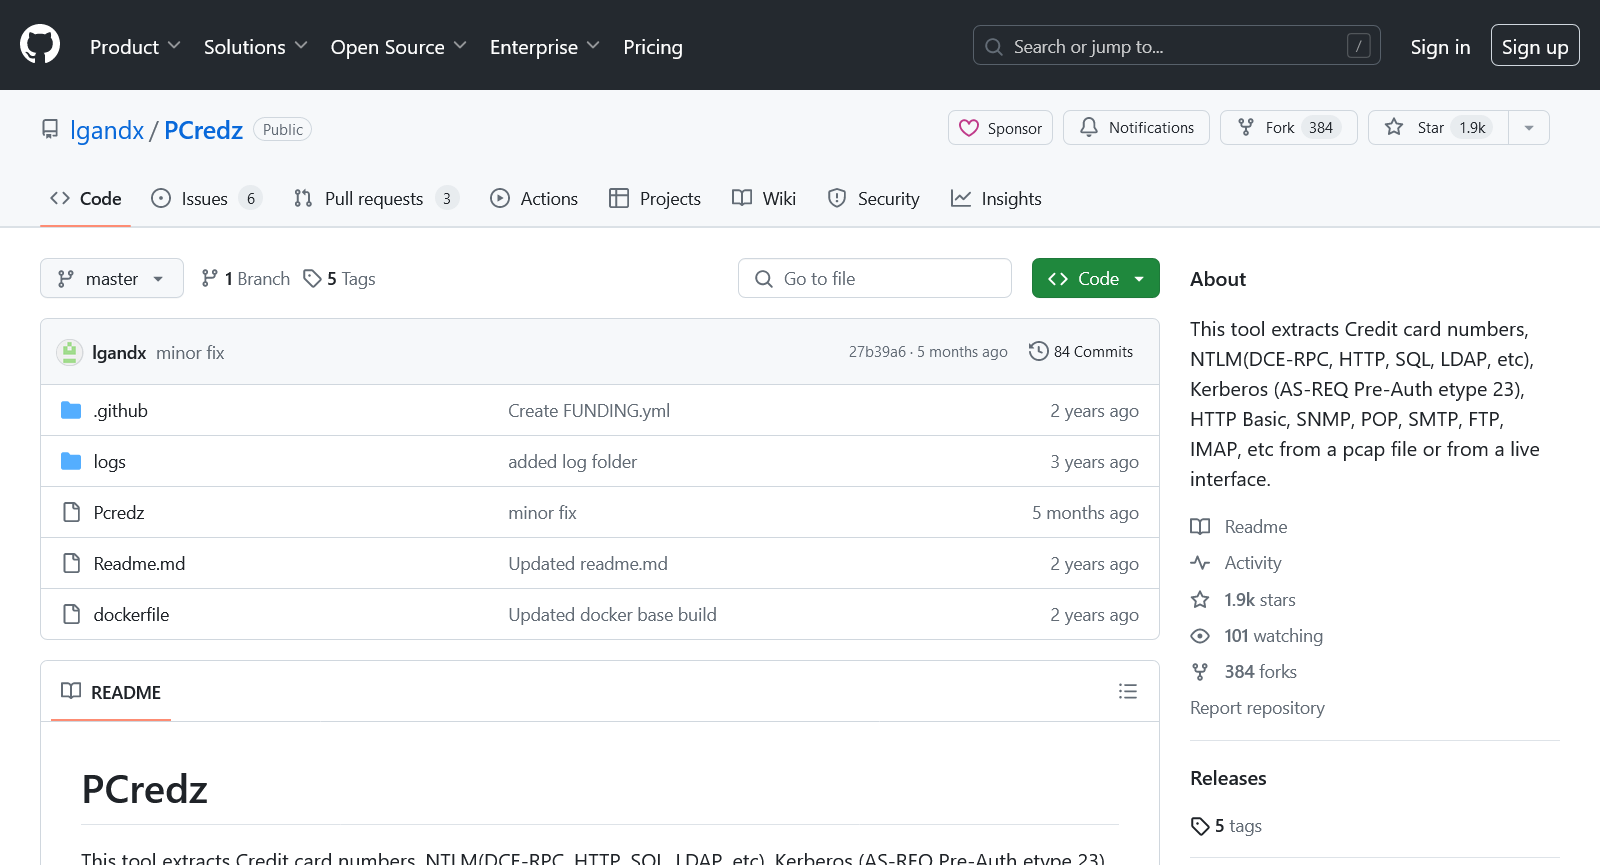 Product Solutions Open Source Enterprise Pricing Search or jump to... / Sign in Sign up
lgandx / PCredz Public Sponsor Notifications Fork 384 Star 1.9k
Code Issues 6 Pull requests 3 Actions Projects Wiki Security Insights
master 1 Branch 5 Tags Go to file Code
lgandx minor fix 27b39a6 · 5 months ago 84 Commits
.github Create FUNDING.yml 2 years ago
logs added log folder 3 years ago
Pcredz minor fix 5 months ago
Readme.md Updated readme.md 2 years ago
dockerfile Updated docker base build 2 years ago
README
PCredz
This tool extracts Credit card numbers, NTLM(DCE-RPC, HTTP, SQL, LDAP, etc), Kerberos (AS-REQ Pre-Auth etype 23),
About
This tool extracts Credit card numbers,
NTLM(DCE-RPC, HTTP, SQL, LDAP, etc),
Kerberos (AS-REQ Pre-Auth etype 23),
HTTP Basic, SNMP, POP, SMTP, FTP,
IMAP, etc from a pcap file or from a live
interface.
Readme
Activity
1.9k stars
101 watching
384 forks
Report repository
Releases
5 tags